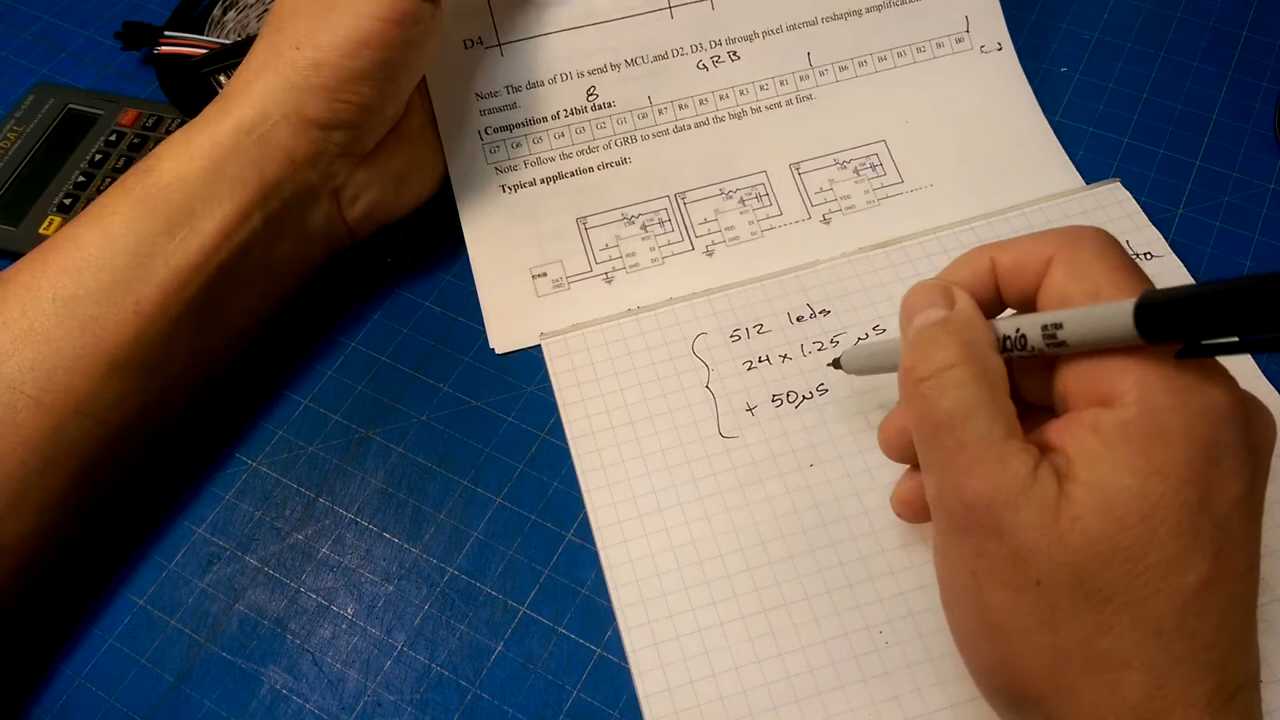 D4
Note: The data of D1 is send by MCU,and D2, D3, D4 through pixel internal reshaping amplification
transmit.
GRB
8
Composition of 24bit data:
G7 G6 G5 G4 G3 G2 G1 G0 R7 R6 R5 R4 R3 R2 R1 R0 B7 B6 B5 B4 B3 B2 B1 B0
Note: Follow the order of GRB to sent data and the high bit sent at first.
Typical application circuit:
512 leds
24 x 1.25 μs
+ 50μs